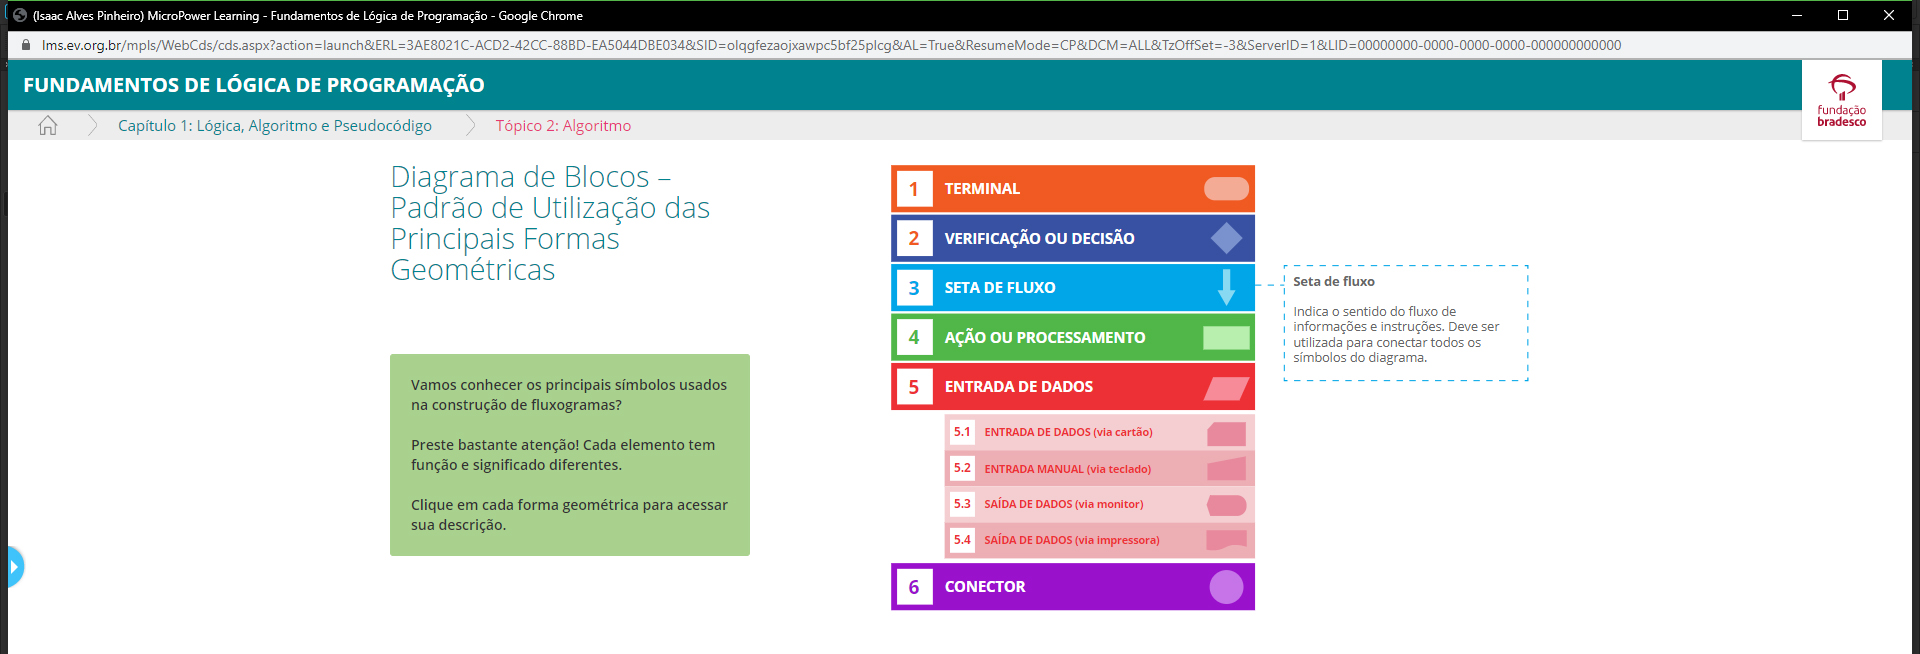 (Isaac Alves Pinheiro) MicroPower Learning - Fundamentos de Lógica de Programação - Google Chrome
lms.ev.org.br/mpls/WebCds/cds.aspx?action=launch&ERL=3AE8021C-ACD2-42CC-88BD-EA5044DBE034&SID=olqgfezaojxawpc5bf25plcg&AL=True&ResumeMode=CP&DCM=ALL&TzOffSet=-3&ServerID=1&LID=00000000-0000-0000-0000-000000000000
FUNDAMENTOS DE LÓGICA DE PROGRAMAÇÃO
fundação
bradesco
Capítulo 1: Lógica, Algoritmo e Pseudocódigo
Tópico 2: Algoritmo
Diagrama de Blocos –
Padrão de Utilização das
Principais Formas
Geométricas
Vamos conhecer os principais símbolos usados
na construção de fluxogramas?
Preste bastante atenção! Cada elemento tem
função e significado diferentes.
Clique em cada forma geométrica para acessar
sua descrição.
1 TERMINAL
2 VERIFICAÇÃO OU DECISÃO
3 SETA DE FLUXO
4 AÇÃO OU PROCESSAMENTO
5 ENTRADA DE DADOS
5.1 ENTRADA DE DADOS (via cartão)
5.2 ENTRADA MANUAL (via teclado)
5.3 SAÍDA DE DADOS (via monitor)
5.4 SAÍDA DE DADOS (via impressora)
6 CONECTOR
Seta de fluxo
Indica o sentido do fluxo de
informações e instruções. Deve ser
utilizada para conectar todos os
símbolos do diagrama.